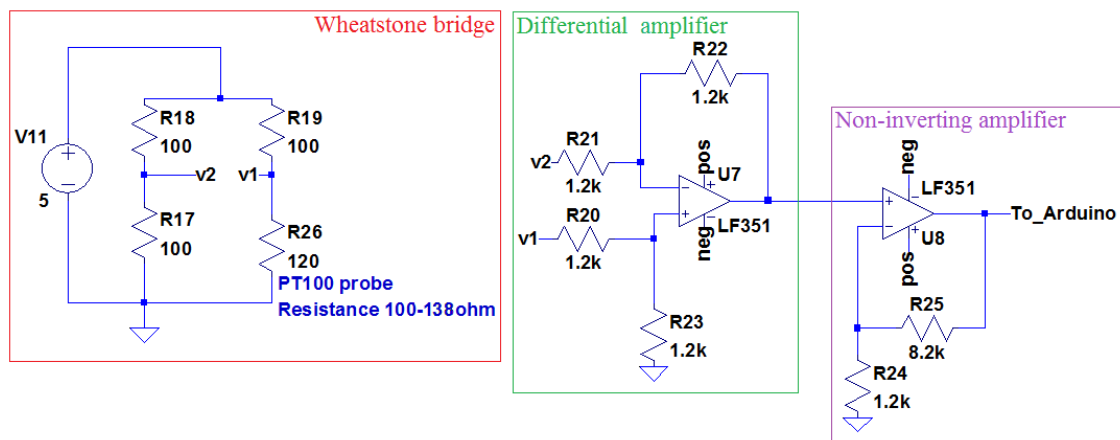 Wheatstone bridge
V11
5
R18
100
R19
100
v2
v1
R17
100
R26
120
PT100 probe
Resistance 100-138ohm
Differential amplifier
R22
1.2k
v2
R21
1.2k
pos
U7
LF351
neg
v1
R20
1.2k
R23
1.2k
Non-inverting amplifier
neg
LF351
U8
pos
To_Arduino
R25
8.2k
R24
1.2k